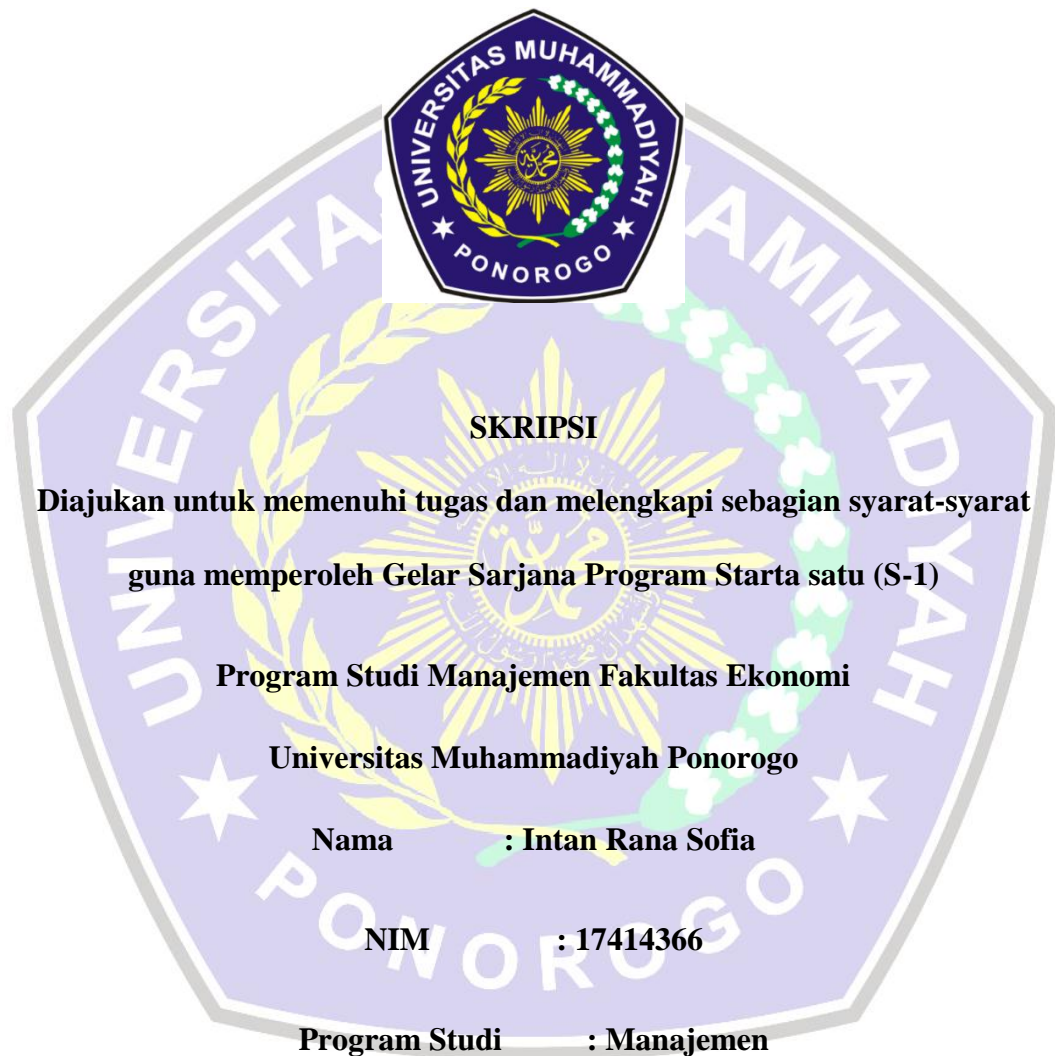 UNIVERSITAS MUHAMMADIYAH
PONOROGO
SKRIPSI
Diajukan untuk memenuhi tugas dan melengkapi sebagian syarat-syarat
guna memperoleh Gelar Sarjana Program Starta satu (S-1)
Program Studi Manajemen Fakultas Ekonomi
Universitas Muhammadiyah Ponorogo
Nama : Intan Rana Sofia
NIM : 17414366
Program Studi : Manajemen